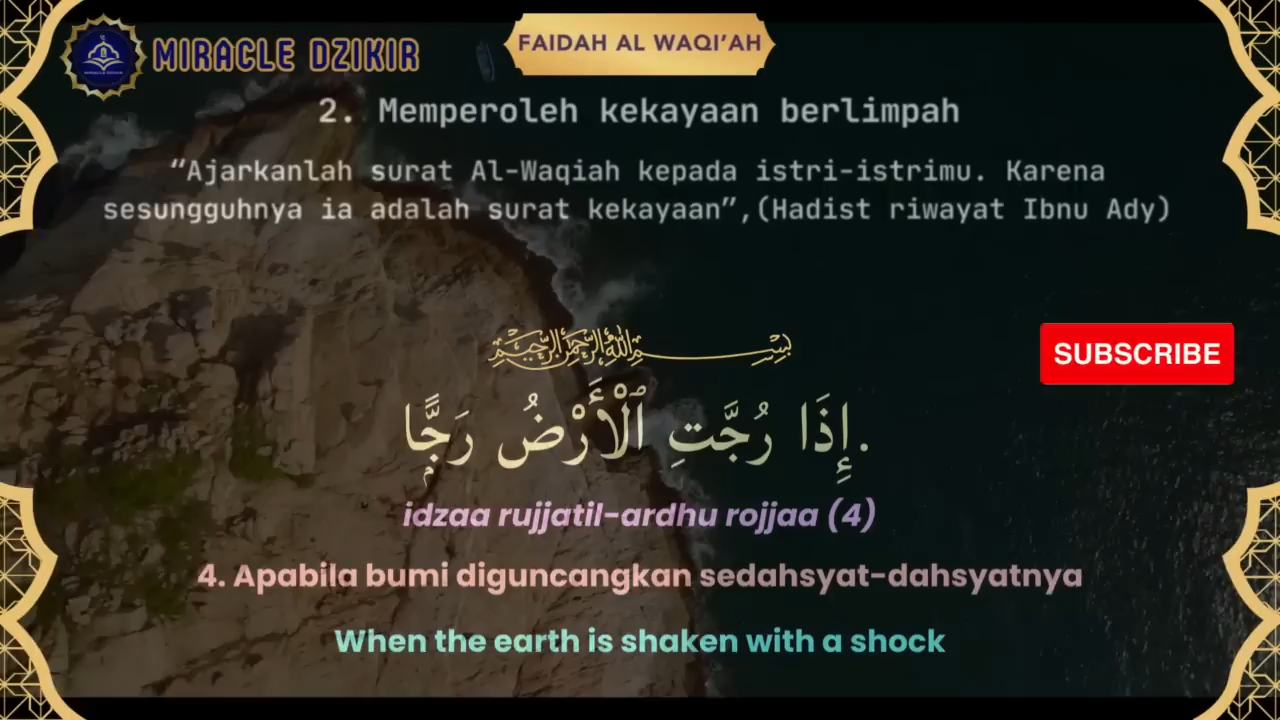 MIRACLE DZIKIR
FAIDAH AL WAQI’AH
2. Memperoleh kekayaan berlimpah
“Ajarkanlah surat Al-Waqiah kepada istri-istrimu. Karena
sesungguhnya ia adalah surat kekayaan”,(Hadist riwayat Ibnu Ady)
بِسْمِ اللَّهِ الرَّحْمَٰنِ الرَّحِيمِ
SUBSCRIBE
.إِذَا رُجَّتِ ٱلْأَرْضُ رَجًّا
idzaa rujjatil-ardhu rojjaa (4)
4. Apabila bumi diguncangkan sedahsyat-dahsyatnya
When the earth is shaken with a shock